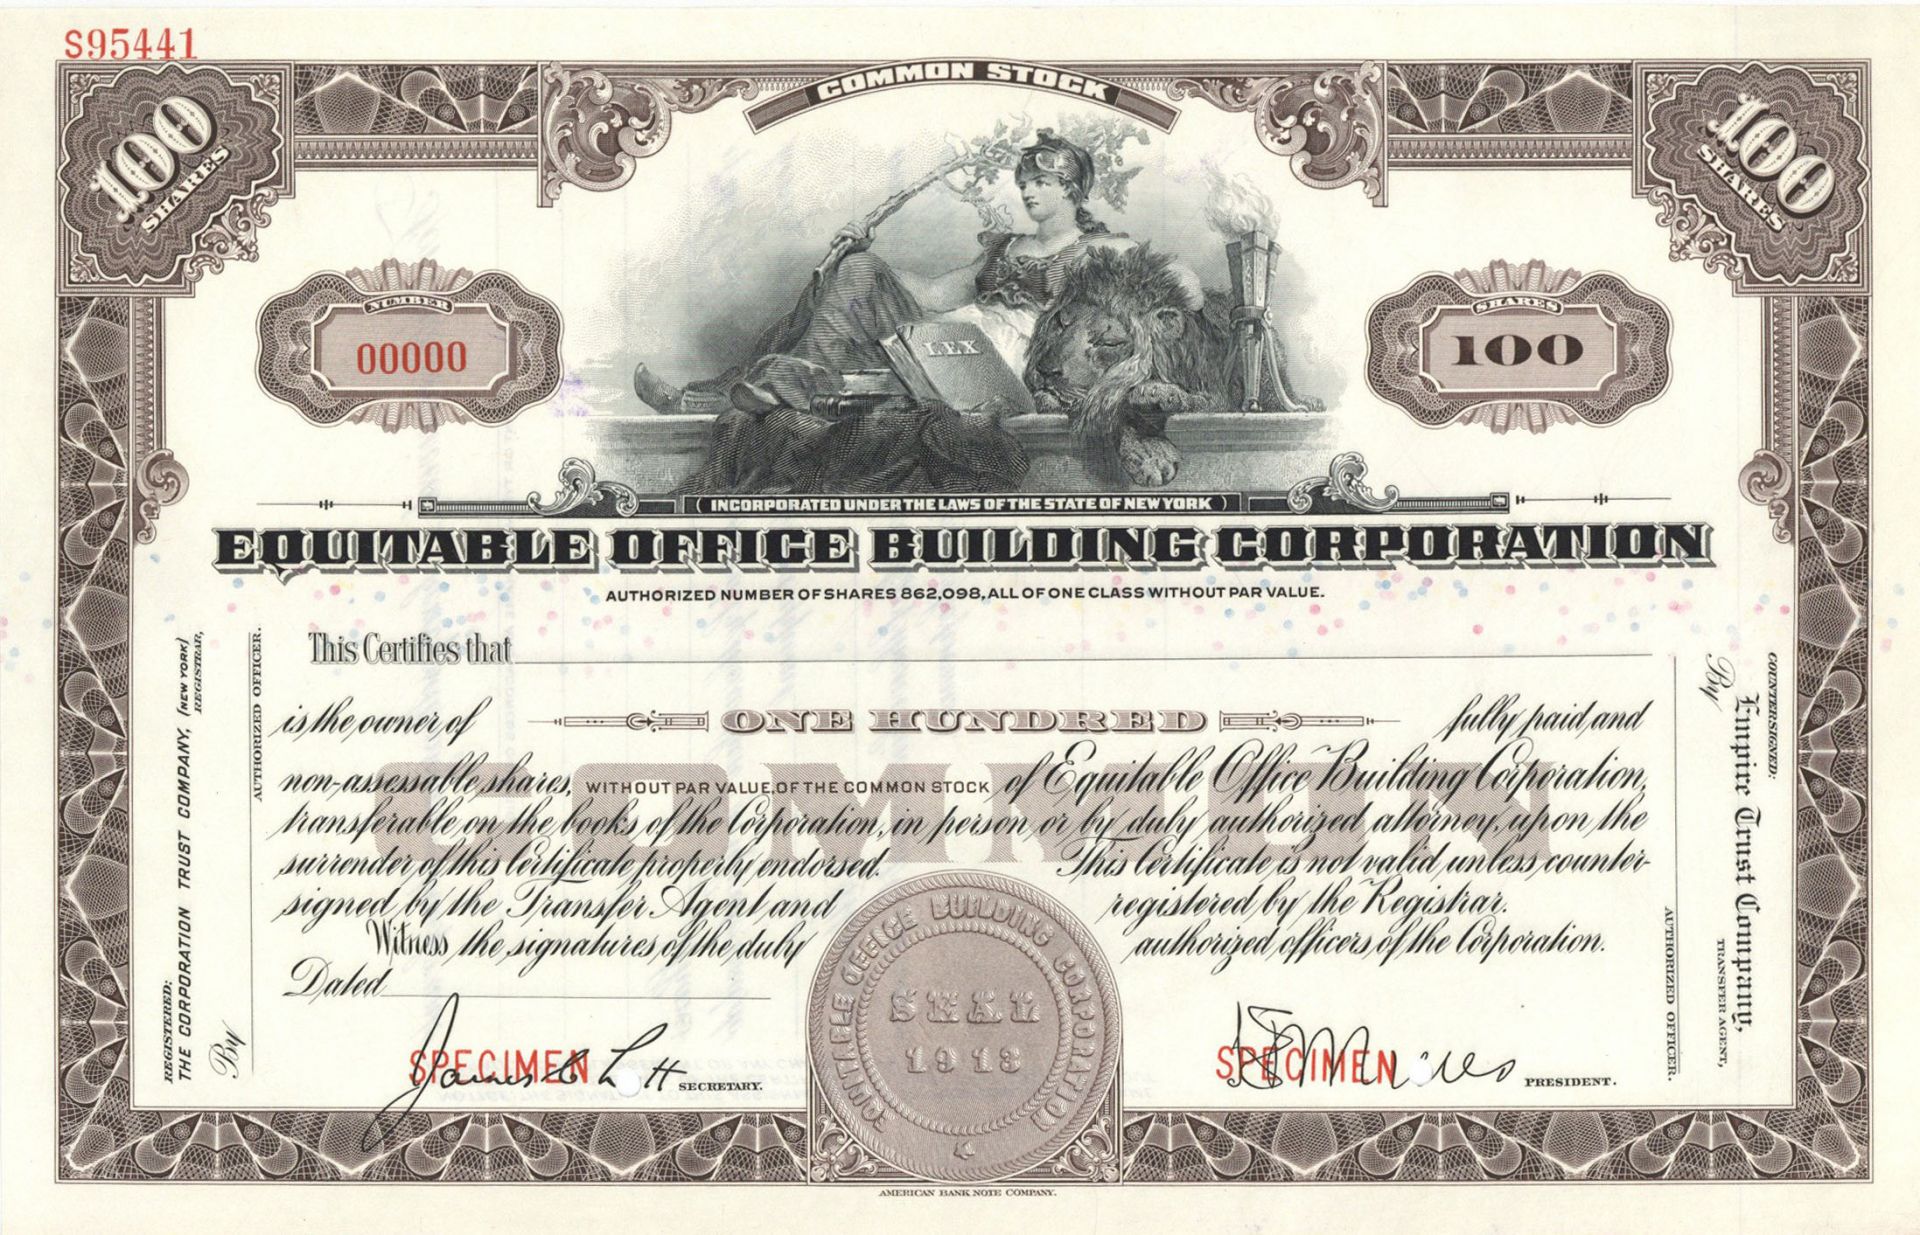 S95441
COMMON STOCK
100
SHARES
100
SHARES
NUMBER
00000
SHARES
100
LEX
( INCORPORATED UNDER THE LAWS OF THE STATE OF NEW YORK )
EQUITABLE OFFICE BUILDING CORPORATION
AUTHORIZED NUMBER OF SHARES 862,098, ALL OF ONE CLASS WITHOUT PAR VALUE.
This Certifies that
is the owner of ONE HUNDRED fully paid and
non-assessable shares, WITHOUT PAR VALUE, OF THE COMMON STOCK of Equitable Office Building Corporation,
transferable on the books of the Corporation, in person or by duly authorized attorney, upon the
surrender of this Certificate properly endorsed. This Certificate is not valid unless counter-
signed by the Transfer Agent and registered by the Registrar.
Witness the signatures of the duly authorized officers of the Corporation.
Dated
COMMON
EQUITABLE OFFICE BUILDING CORPORATION
SEAL
1913
SPECIMEN
SECRETARY.
SPECIMEN
PRESIDENT.
REGISTERED:
THE CORPORATION TRUST COMPANY, (NEW YORK)
REGISTRAR,
By
AUTHORIZED OFFICER.
COUNTERSIGNED:
Empire Trust Company,
TRANSFER AGENT,
By
AUTHORIZED OFFICER.
AMERICAN BANK NOTE COMPANY.